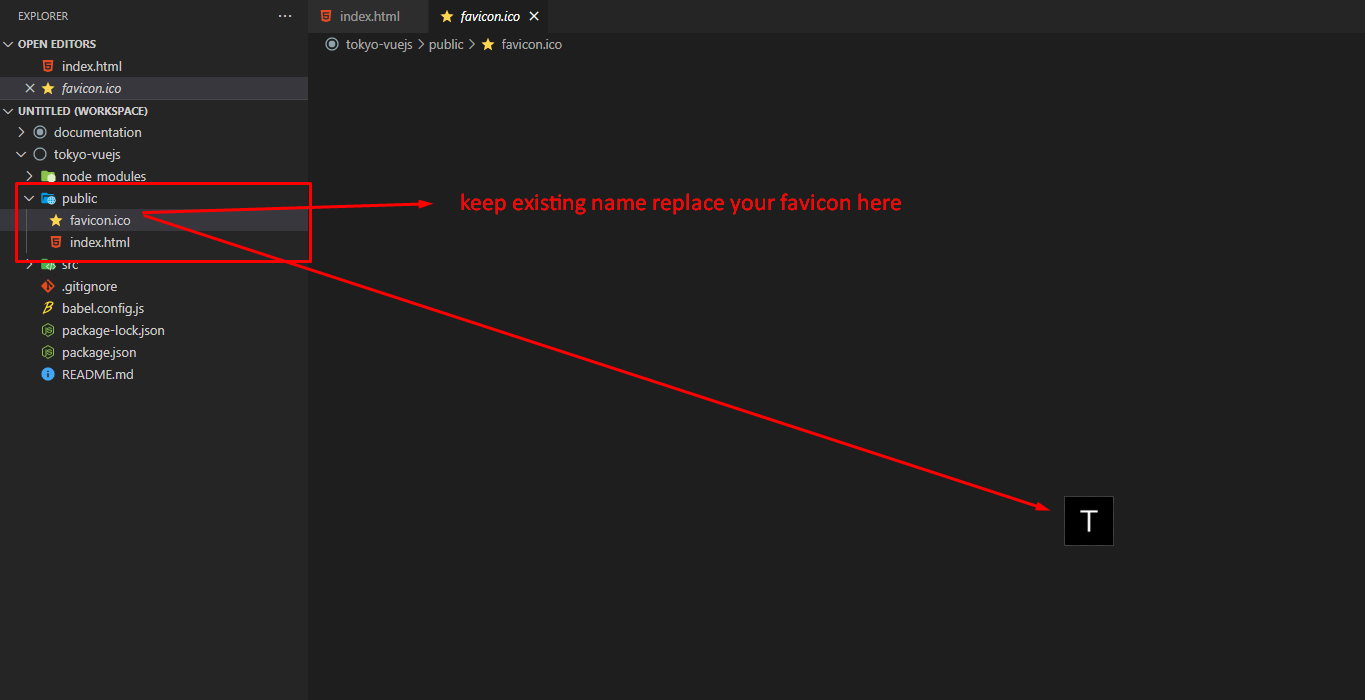 EXPLORER
OPEN EDITORS
index.html
favicon.ico
UNTITLED (WORKSPACE)
documentation
tokyo-vuejs
node_modules
public
favicon.ico
index.html
src
.gitignore
babel.config.js
package-lock.json
package.json
README.md
index.html
favicon.ico
tokyo-vuejs > public > favicon.ico
keep existing name replace your favicon here
T